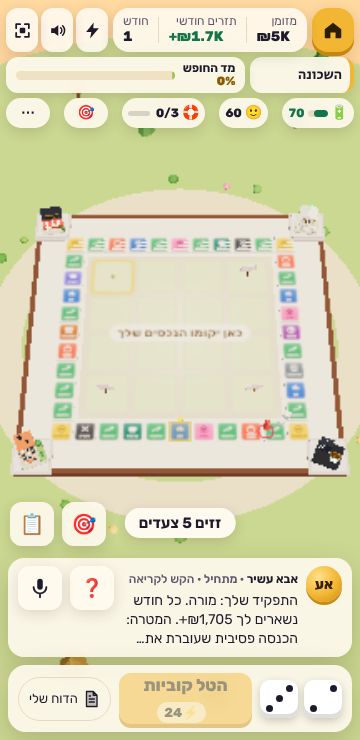 מזומן
₪5K
תזרים חודשי
+₪1.7K
חודש
1
השכונה
מד החופש
0%
70
60
0/3
...
כאן יקומו הנכסים שלך
זזים 5 צעדים
אע
אבא עשיר • מתחיל • הקש לקריאה
התפקיד שלך: מורה. כל חודש
נשארים לך ₪1,705+. המטרה:
הכנסה פסיבית שעוברת את...
הטל קוביות
24⚡
הדוח שלי